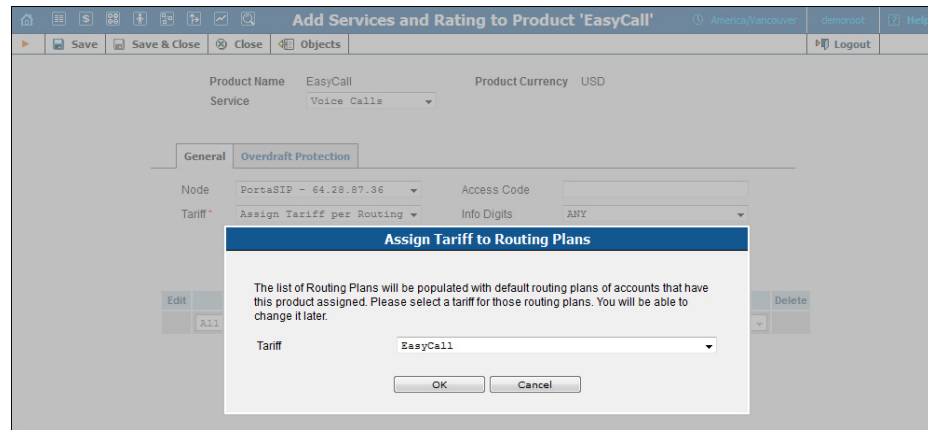 Add Services and Rating to Product 'EasyCall'
America/Vancouver
demoroot
Help
Save
Save & Close
Close
Objects
Logout
Product Name
EasyCall
Product Currency
USD
Service
Voice Calls
General
Overdraft Protection
Node
PortaSIP - 64.28.87.36
Access Code
Tariff *
Assign Tariff per Routing
Info Digits
ANY
Assign Tariff to Routing Plans
The list of Routing Plans will be populated with default routing plans of accounts that have
this product assigned. Please select a tariff for those routing plans. You will be able to
change it later.
Edit
Delete
All
Tariff
EasyCall
OK
Cancel